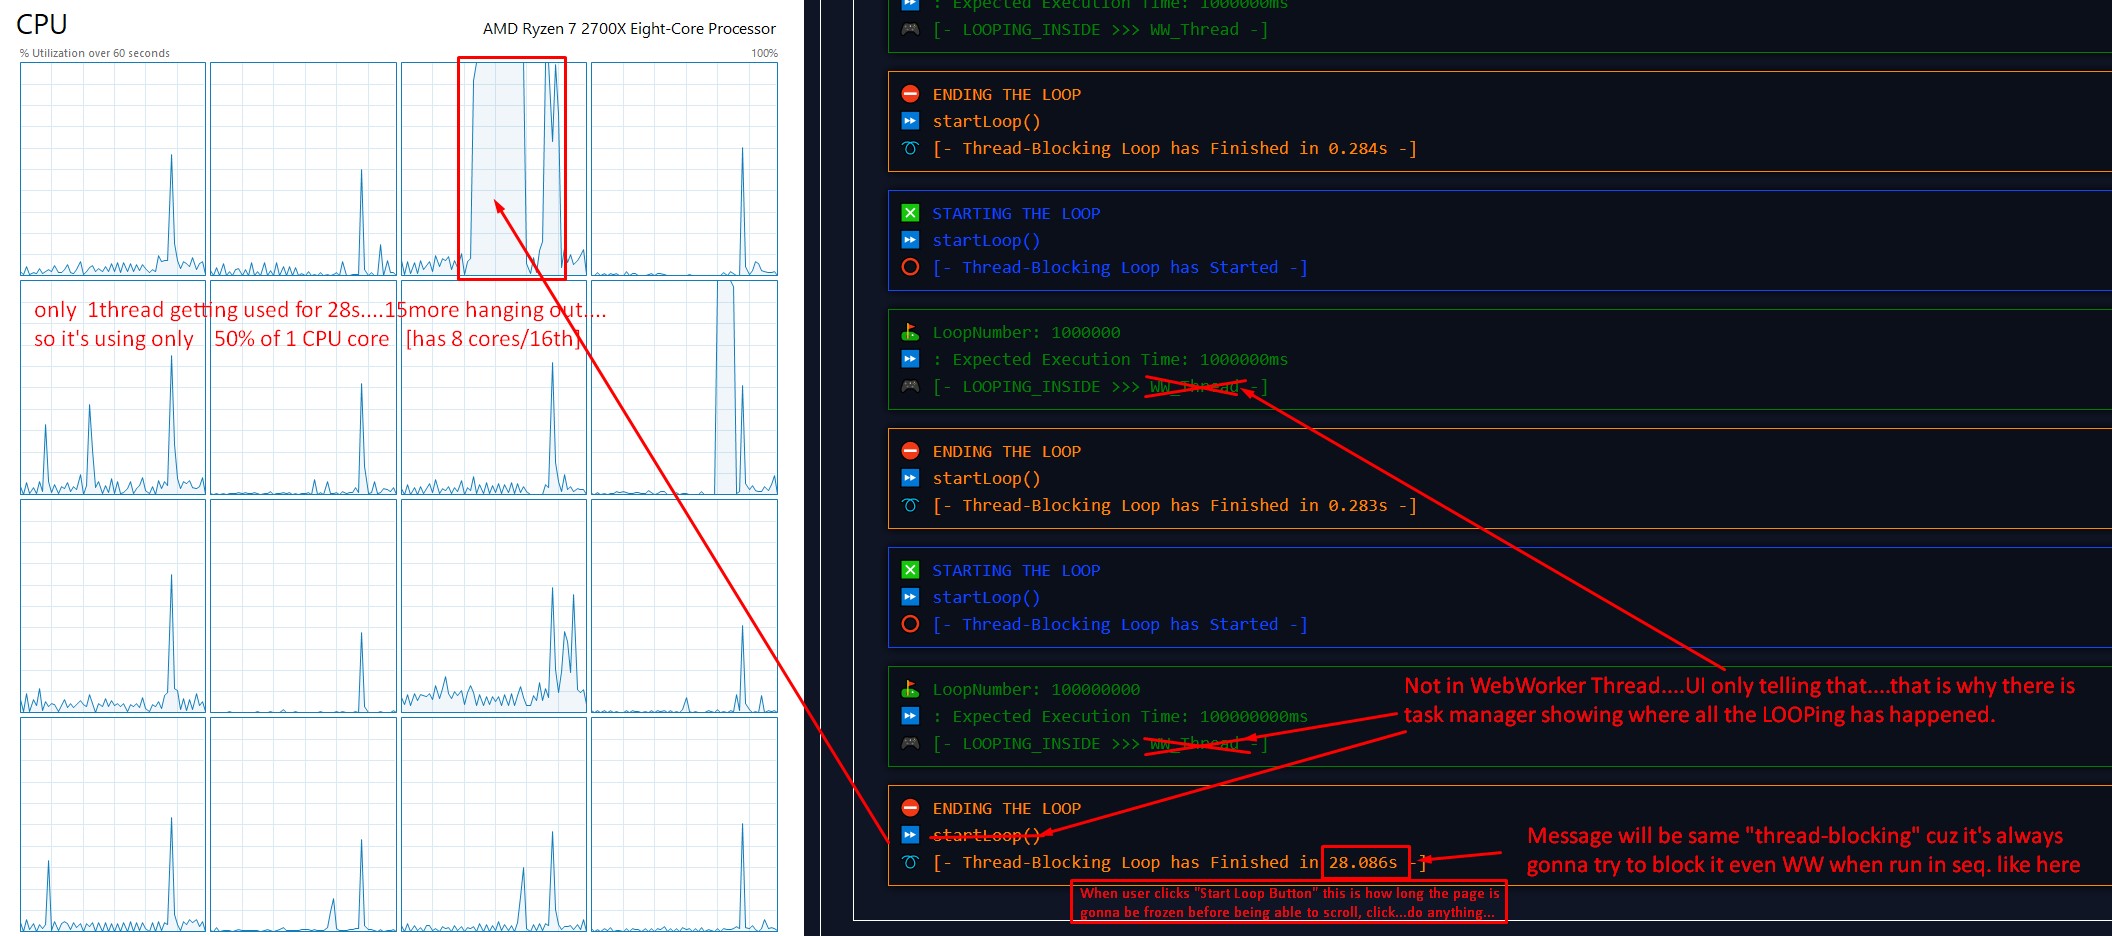 CPU
AMD Ryzen 7 2700X Eight-Core Processor
% Utilization over 60 seconds
100%
only 1thread getting used for 28s....15more hanging out....
so it's using only 50% of 1 CPU core [has 8 cores/16th]
: Expected Execution Time: 1000000ms
[- LOOPING_INSIDE >>> WW_Thread -]
ENDING THE LOOP
startLoop()
[- Thread-Blocking Loop has Finished in 0.284s -]
STARTING THE LOOP
startLoop()
[- Thread-Blocking Loop has Started -]
LoopNumber: 1000000
: Expected Execution Time: 1000000ms
[- LOOPING_INSIDE >>> WW_Thread -]
ENDING THE LOOP
startLoop()
[- Thread-Blocking Loop has Finished in 0.283s -]
STARTING THE LOOP
startLoop()
[- Thread-Blocking Loop has Started -]
LoopNumber: 100000000
: Expected Execution Time: 100000000ms
[- LOOPING_INSIDE >>> WW_Thread -]
Not in WebWorker Thread....UI only telling that....that is why there is
task manager showing where all the LOOPing has happened.
ENDING THE LOOP
startLoop()
[- Thread-Blocking Loop has Finished in 28.086s -]
Message will be same "thread-blocking" cuz it's always
gonna try to block it even WW when run in seq. like here
When user clicks "Start Loop Button" this is how long the page is
gonna be frozen before being able to scroll, click...do anything...